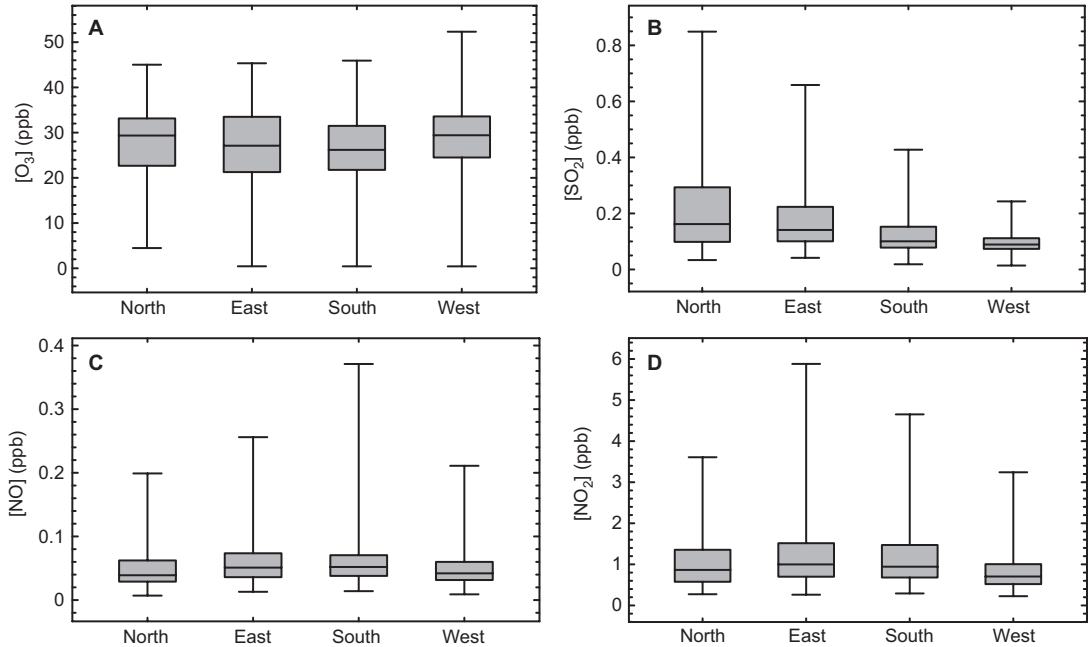 A
[O3] (ppb)
50
40
30
20
10
0
North East South West
B
[SO2] (ppb)
0.8
0.6
0.4
0.2
0
North East South West
C
[NO] (ppb)
0.4
0.3
0.2
0.1
0
North East South West
D
[NO2] (ppb)
6
5
4
3
2
1
0
North East South West